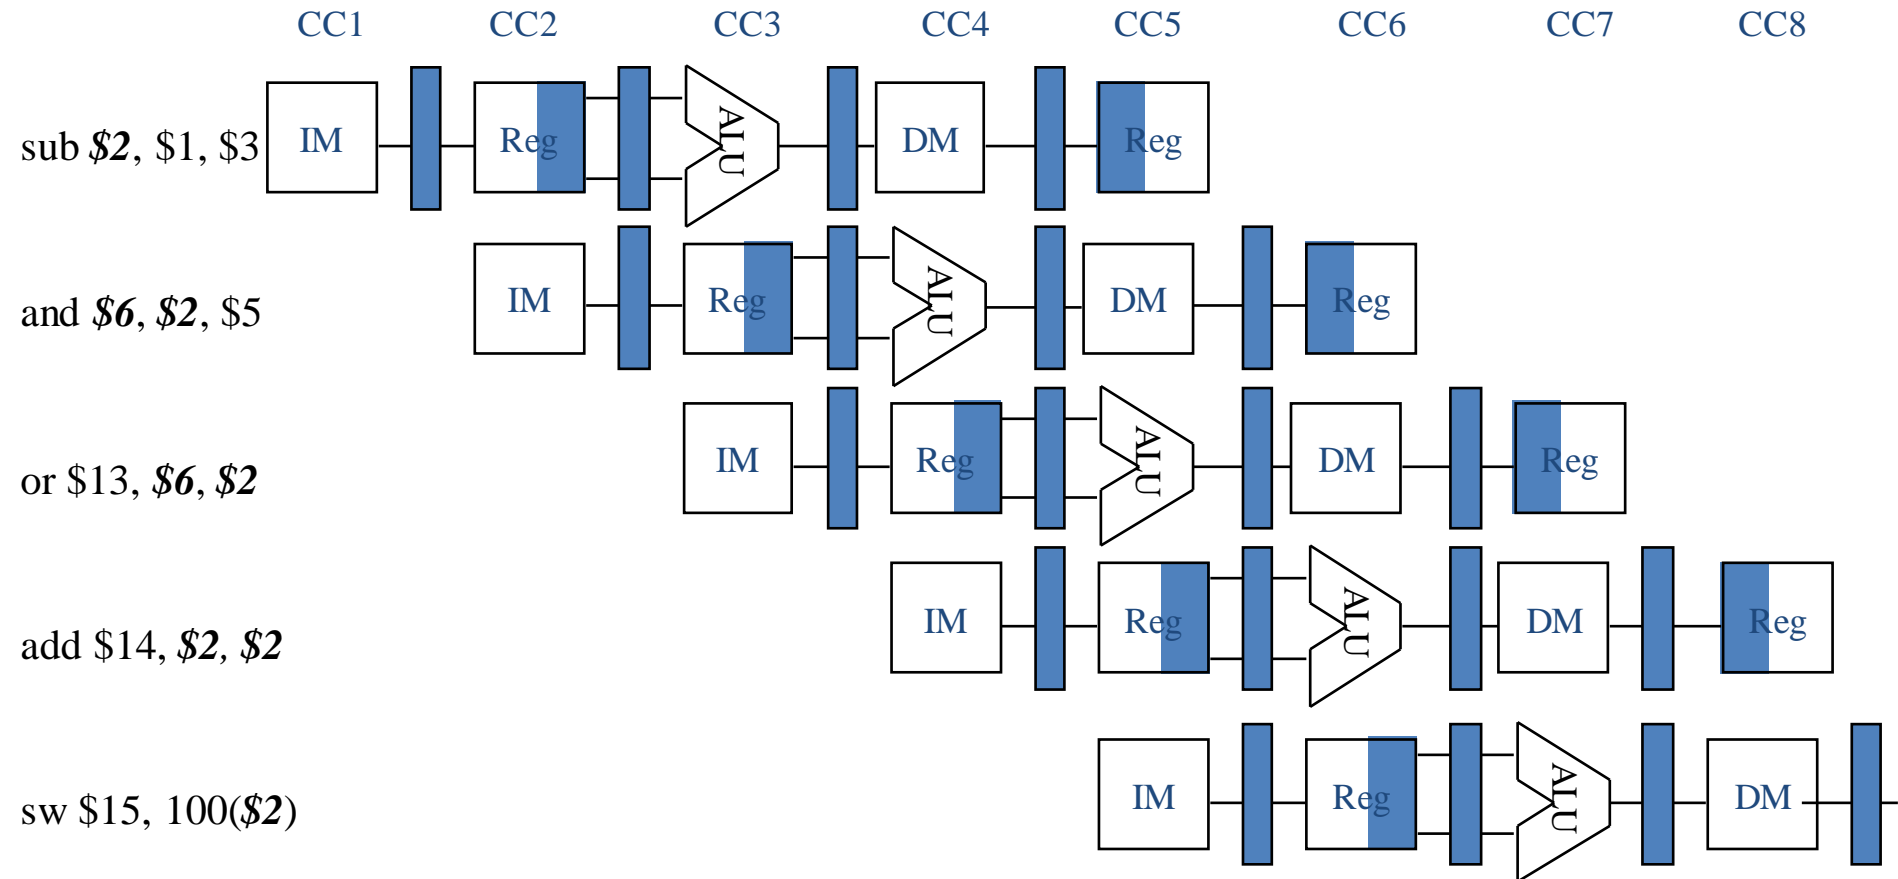 CC1 CC2 CC3 CC4 CC5 CC6 CC7 CC8
sub $2, $1, $3 IM Reg ALU DM Reg
and $6, $2, $5 IM Reg ALU DM Reg
or $13, $6, $2 IM Reg ALU DM Reg
add $14, $2, $2 IM Reg ALU DM Reg
sw $15, 100($2) IM Reg ALU DM